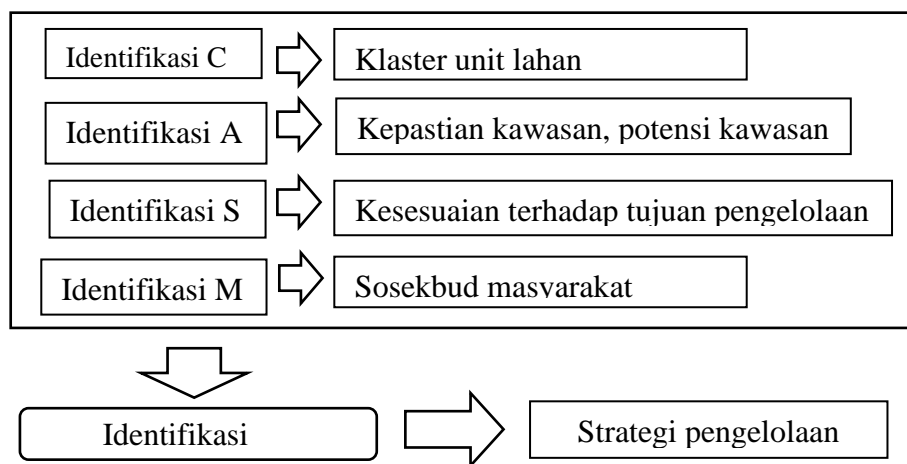 Identifikasi C
Klaster unit lahan
Identifikasi A
Kepastian kawasan, potensi kawasan
Identifikasi S
Kesesuaian terhadap tujuan pengelolaan
Identifikasi M
Sosekbud masyarakat
Identifikasi
Strategi pengelolaan